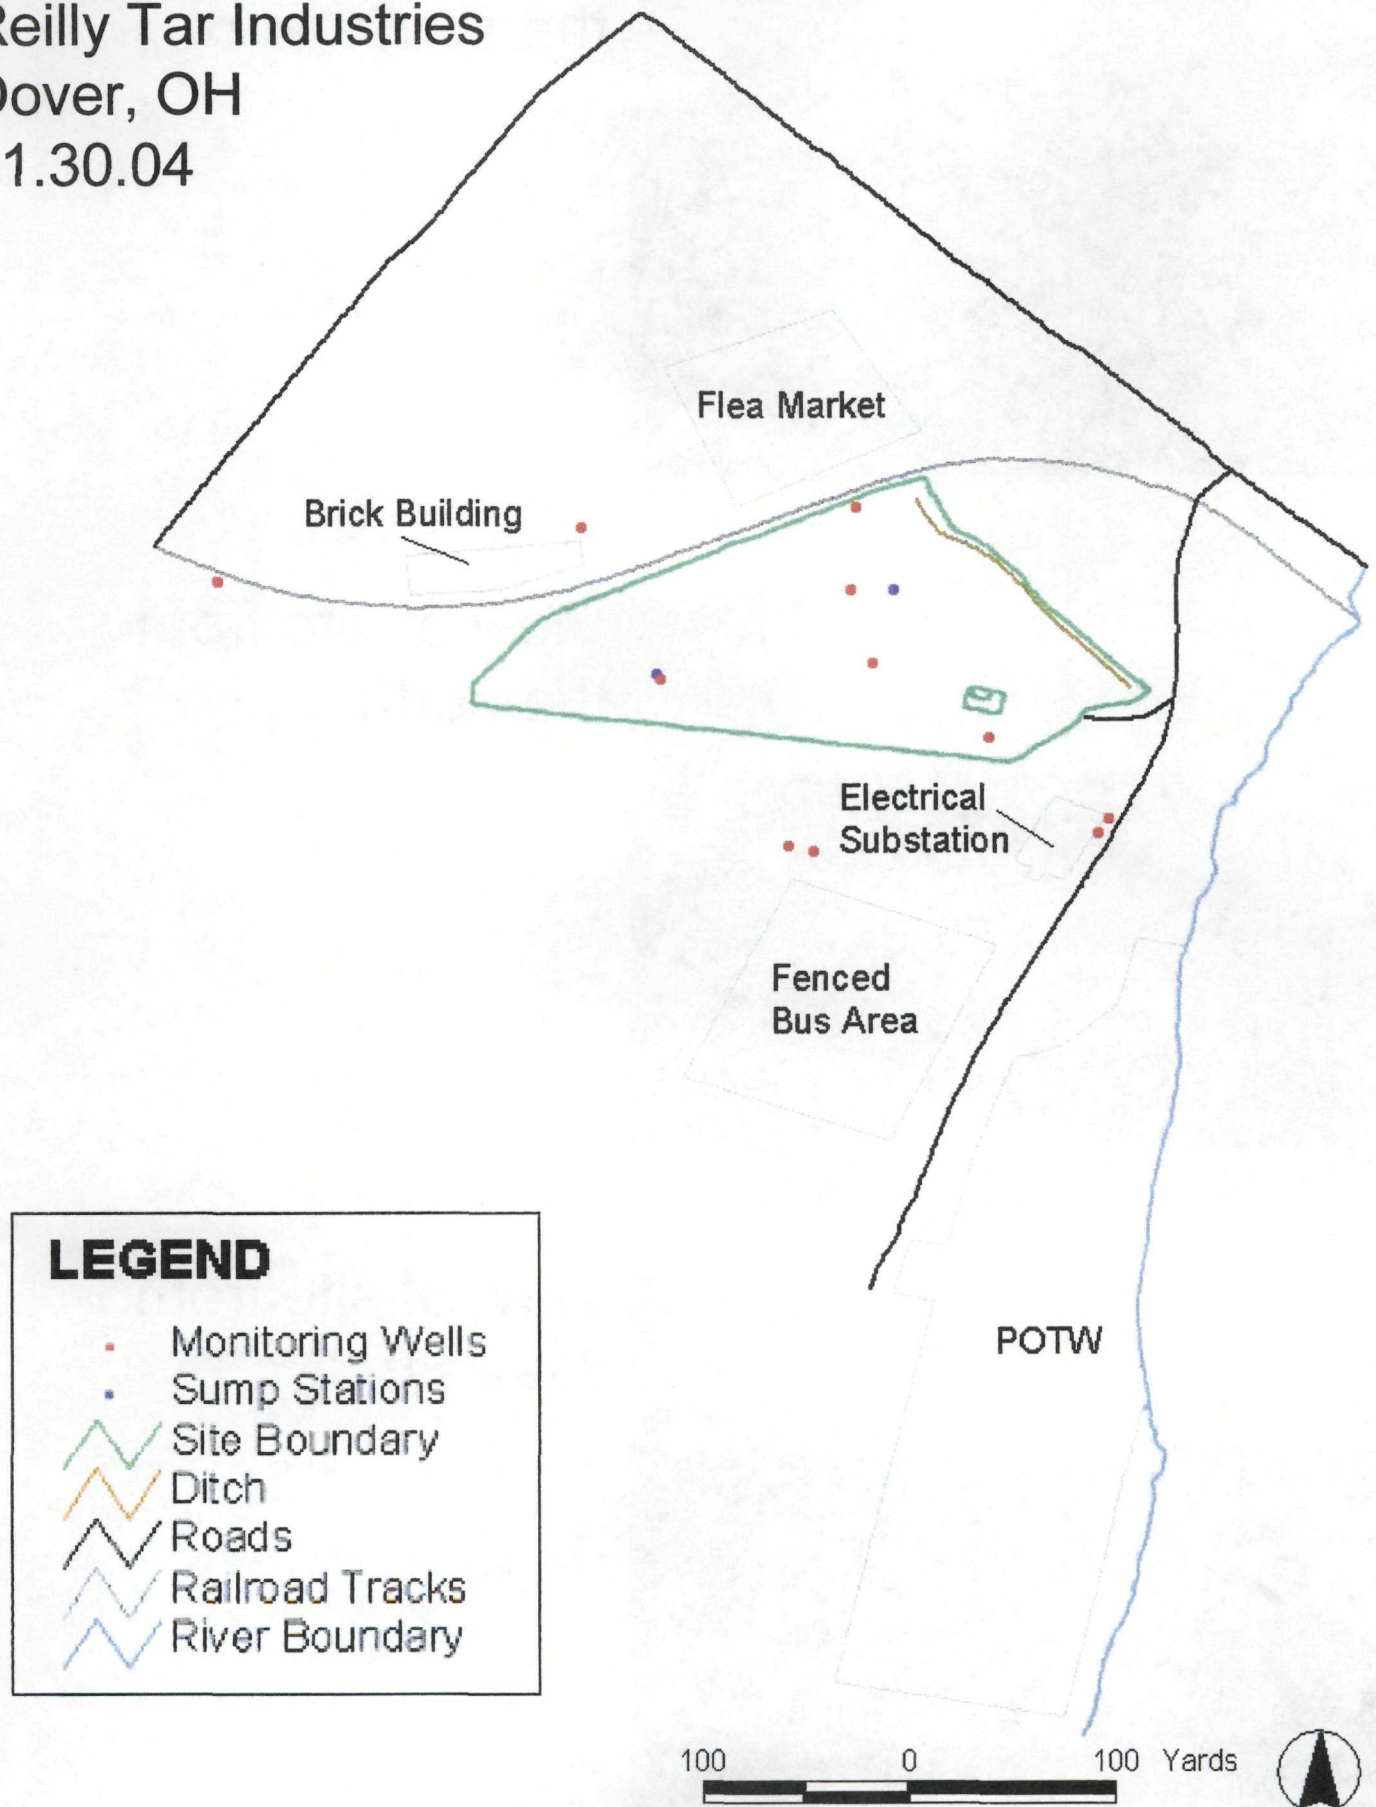 Reilly Tar Industries
Dover, OH
1.30.04
Flea Market
Brick Building
Electrical
Substation
Fenced
Bus Area
POTW
LEGEND
Monitoring Wells
Sump Stations
Site Boundary
Ditch
Roads
Railroad Tracks
River Boundary
100 0 100 Yards